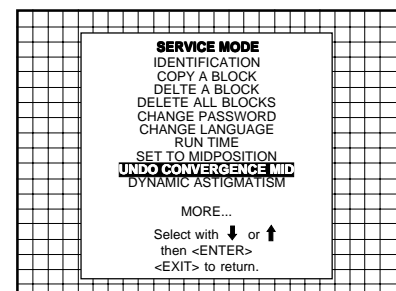 SERVICE MODE
IDENTIFICATION
COPY A BLOCK
DELTE A BLOCK
DELETE ALL BLOCKS
CHANGE PASSWORD
CHANGE LANGUAGE
RUN TIME
SET TO MIDPOSITION
UNDO CONVERGENCE MID
DYNAMIC ASTIGMATISM
MORE...
Select with ⬇ or ⬆
then <ENTER>
<EXIT> to return.